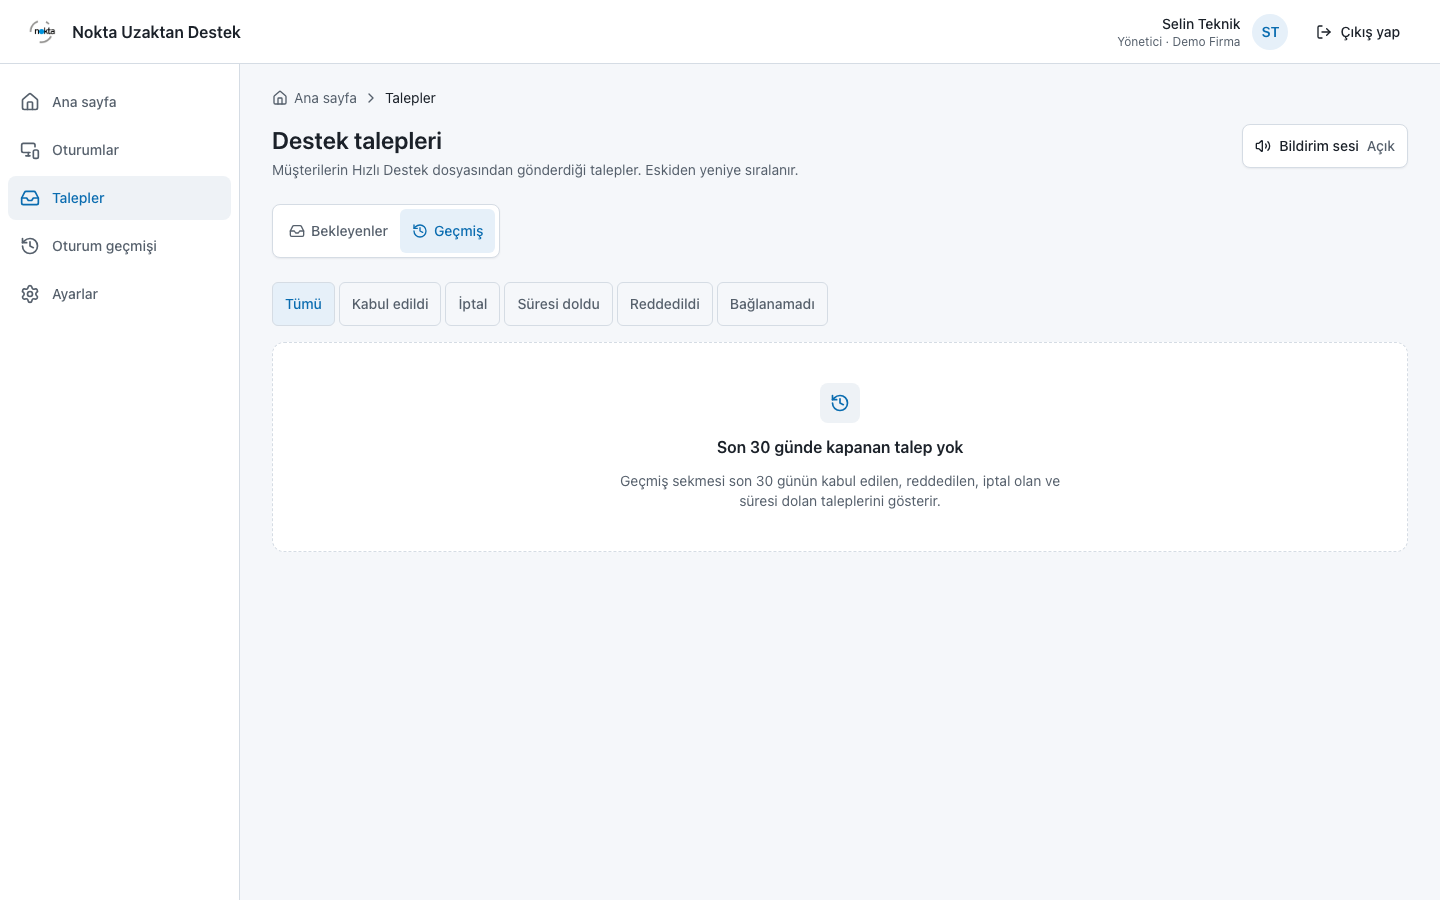 nokta
Nokta Uzaktan Destek
Selin Teknik
Yönetici · Demo Firma
ST
Çıkış yap
Ana sayfa
Oturumlar
Talepler
Oturum geçmişi
Ayarlar
Ana sayfa
Talepler
Destek talepleri
Müşterilerin Hızlı Destek dosyasından gönderdiği talepler. Eskiden yeniye sıralanır.
Bildirim sesi Açık
Bekleyenler
Geçmiş
Tümü
Kabul edildi
İptal
Süresi doldu
Reddedildi
Bağlanamadı
Son 30 günde kapanan talep yok
Geçmiş sekmesi son 30 günün kabul edilen, reddedilen, iptal olan ve
süresi dolan taleplerini gösterir.